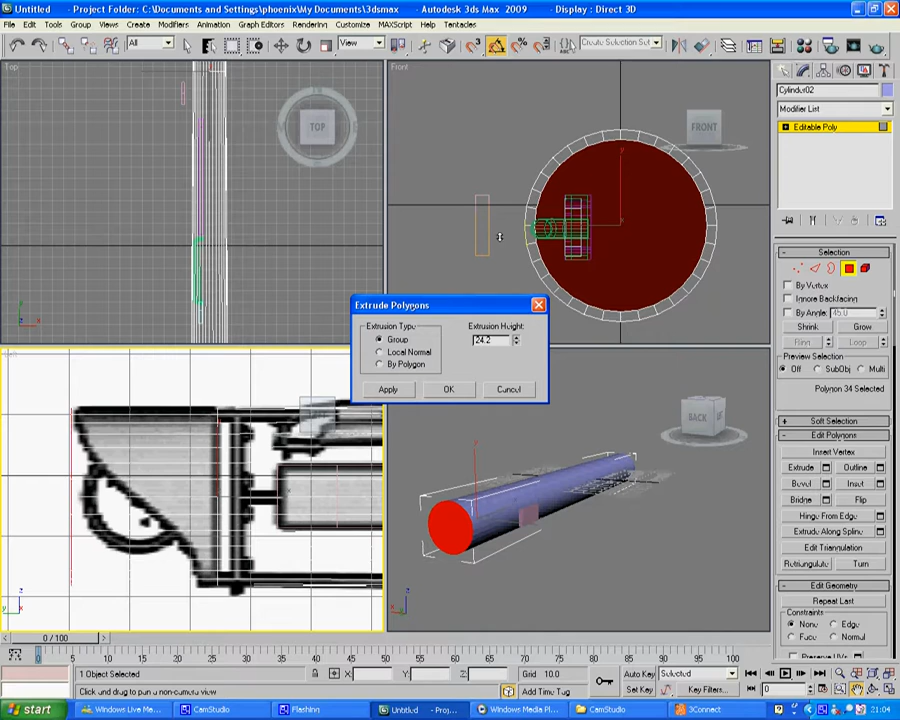 Untitled - Project Folder: C:\Documents and Settings\phoenix\My Documents\3dsmax - Autodesk 3ds Max 2009 - Display : Direct 3D
File Edit Tools Group Views Create Modifiers Animation Graph Editors Rendering Customize MAXScript Help Tentacles
All View Create Selection Set
Top
TOP
Front
FRONT
y
x
Cylinder02
Modifier List
Editable Poly
Selection
By Vertex
Ignore Backfacing
By Angle: 45.0
Shrink Grow
Ring Loop
Preview Selection
Off SubObj Multi
Polygon 34 Selected
Soft Selection
Edit Polygons
Insert Vertex
Extrude Outline
Bevel Inset
Bridge Flip
Hinge From Edge
Extrude Along Spline
Edit Triangulation
Retriangulate Turn
Edit Geometry
Repeat Last
Constraints
None Edge
Face Normal
Preserve UVs
Extrude Polygons
Extrusion Type
Group
Local Normal
By Polygon
Extrusion Height:
24.2
Apply OK Cancel
BACK
0 / 100
0 5 10 15 20 25 30 35 40 45 50 55 60 65 70 75 80 85 90 95 100
1 Object Selected X: Y: Z: Grid = 10.0 Auto Key Selected
Click and drag to pan a non-camera view Add Time Tag Set Key Key Filters... 0
start Windows Live Me... CamStudio Flashing Untitled - Proj... Windows Media Pl... CamStudio 3Connect 21:04